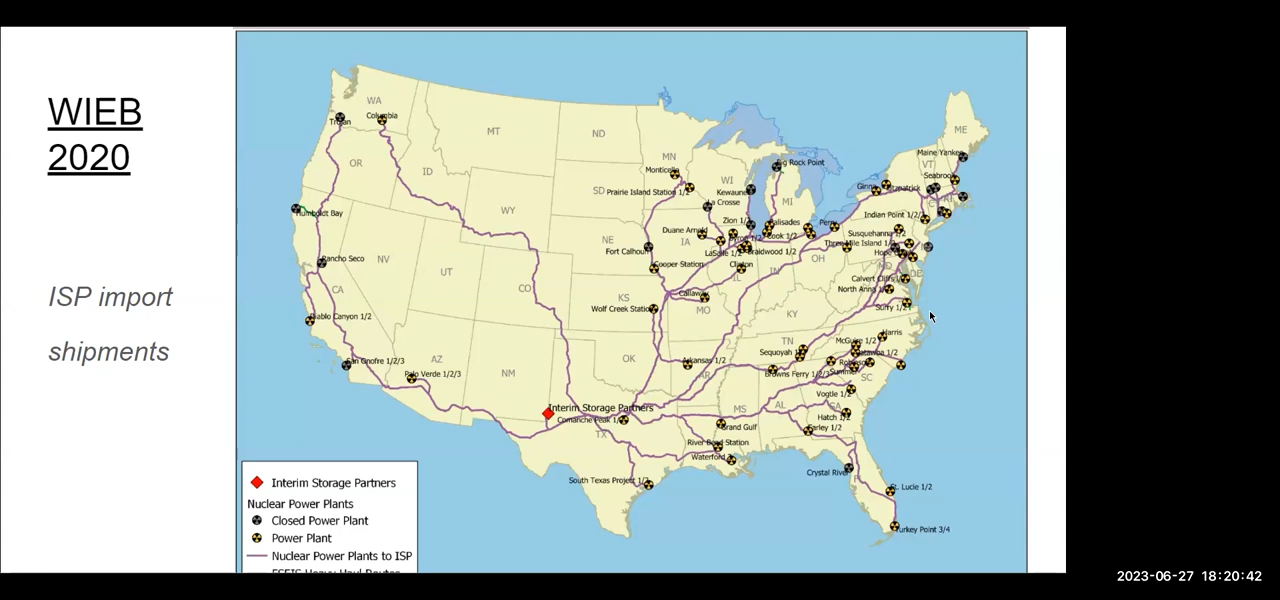 WIEB
2020
ISP import
shipments
WA
Trojan
Columbia
MT
ND
ME
OR
ID
MN
Monticello
WI
Big Rock Point
Maine Yankee
VT
Seabrook
SD
Prairie Island Station 1/2
Kewaunee
La Crosse
MI
Ginna
Fitzpatrick
Humboldt Bay
WY
Zion 1/2
Palisades
Perry
Indian Point 1/2/3
NE
Duane Arnold
IA
Cook 1/2
Susquehanna 1/2
Fort Calhoun
LaSalle 1/2
Braidwood 1/2
Three Mile Island 1/2
OH
Rancho Seco
NV
UT
Cooper Station
Clinton
IL
IN
MD
DE
Calvert Cliffs
CA
CO
KS
Callaway
North Anna 1/2
Diablo Canyon 1/2
Wolf Creek Station
MO
KY
Surry 1/2
Harris
TN
McGuire 1/2
San Onofre 1/2/3
AZ
NM
OK
Arkansas 1/2
AR
Sequoyah 1/2
Catawba 1/2
Robinson
Palo Verde 1/2/3
Browns Ferry 1/2/3
Summer
SC
Vogtle 1/2
Interim Storage Partners
Comanche Peak 1/2
MS
AL
GA
Hatch 1/2
TX
Grand Gulf
Farley 1/2
River Bend Station
Waterford
South Texas Project 1/2
Crystal River
FL
St. Lucie 1/2
Turkey Point 3/4
Interim Storage Partners
Nuclear Power Plants
Closed Power Plant
Power Plant
Nuclear Power Plants to ISP
2023-06-27 18:20:42